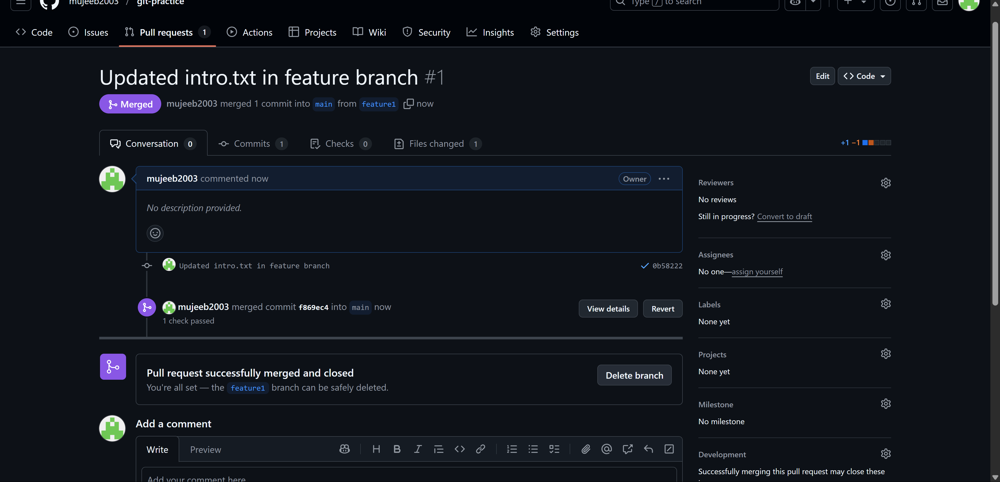 mujeeb2003 / git-practice
Type / to search
Code Issues Pull requests 1 Actions Projects Wiki Security Insights Settings
Updated intro.txt in feature branch #1
Edit Code
Merged mujeeb2003 merged 1 commit into main from feature1 now
Conversation 0 Commits 1 Checks 0 Files changed 1
+1 −1
mujeeb2003 commented now
Owner
No description provided.
Updated intro.txt in feature branch
0b58222
mujeeb2003 merged commit f869ec4 into main now
1 check passed
View details Revert
Pull request successfully merged and closed
You're all set — the feature1 branch can be safely deleted.
Delete branch
Add a comment
Write Preview
Add your comment here
Reviewers
No reviews
Still in progress? Convert to draft
Assignees
No one—assign yourself
Labels
None yet
Projects
None yet
Milestone
No milestone
Development
Successfully merging this pull request may close these